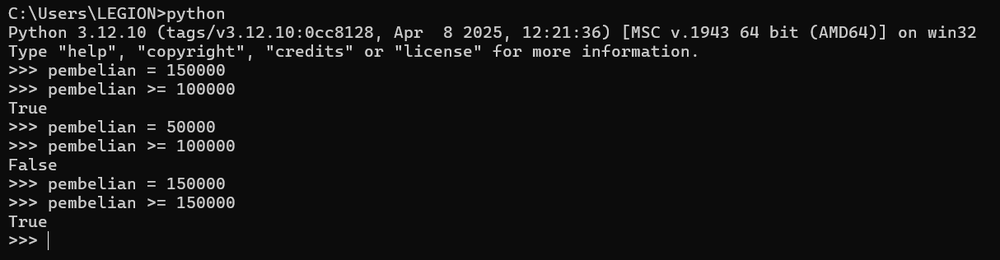 C:\Users\LEGION>python
Python 3.12.10 (tags/v3.12.10:0cc8128, Apr  8 2025, 12:21:36) [MSC v.1943 64 bit (AMD64)] on win32
Type "help", "copyright", "credits" or "license" for more information.
>>> pembelian = 150000
>>> pembelian >= 100000
True
>>> pembelian = 50000
>>> pembelian >= 100000
False
>>> pembelian = 150000
>>> pembelian >= 150000
True
>>>